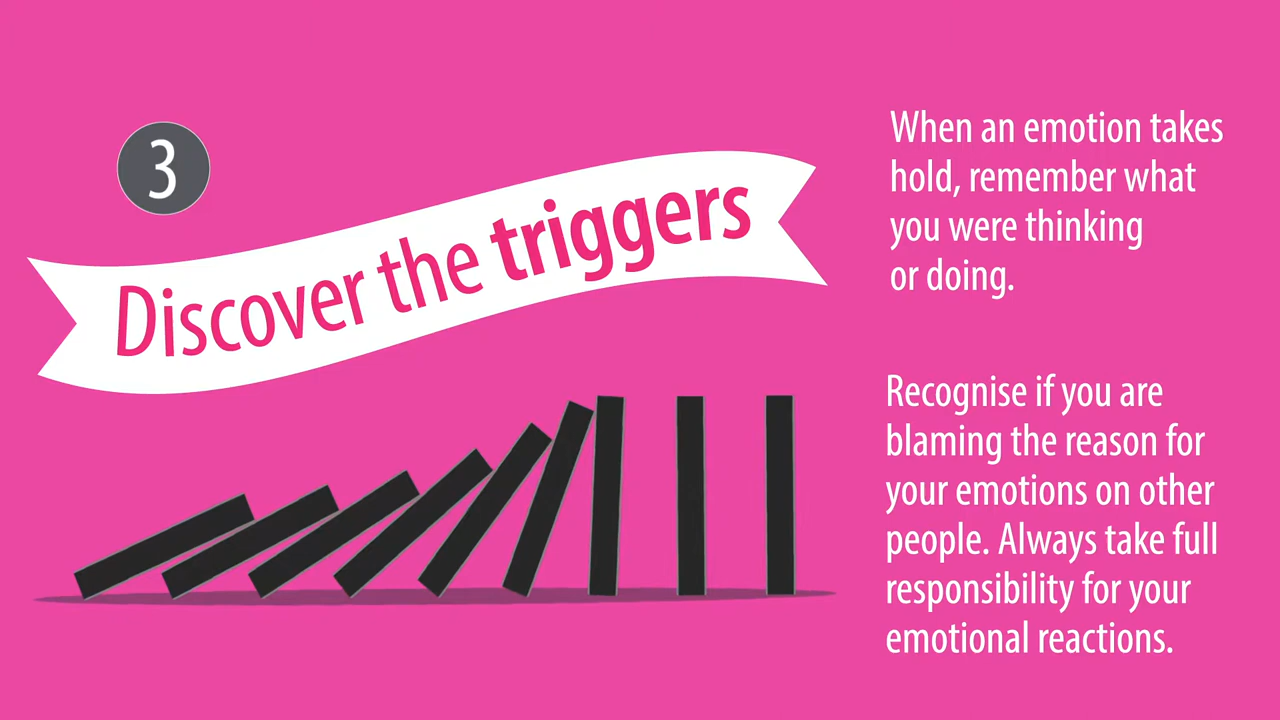 3
Discover the triggers
When an emotion takes
hold, remember what
you were thinking
or doing.
Recognise if you are
blaming the reason for
your emotions on other
people. Always take full
responsibility for your
emotional reactions.